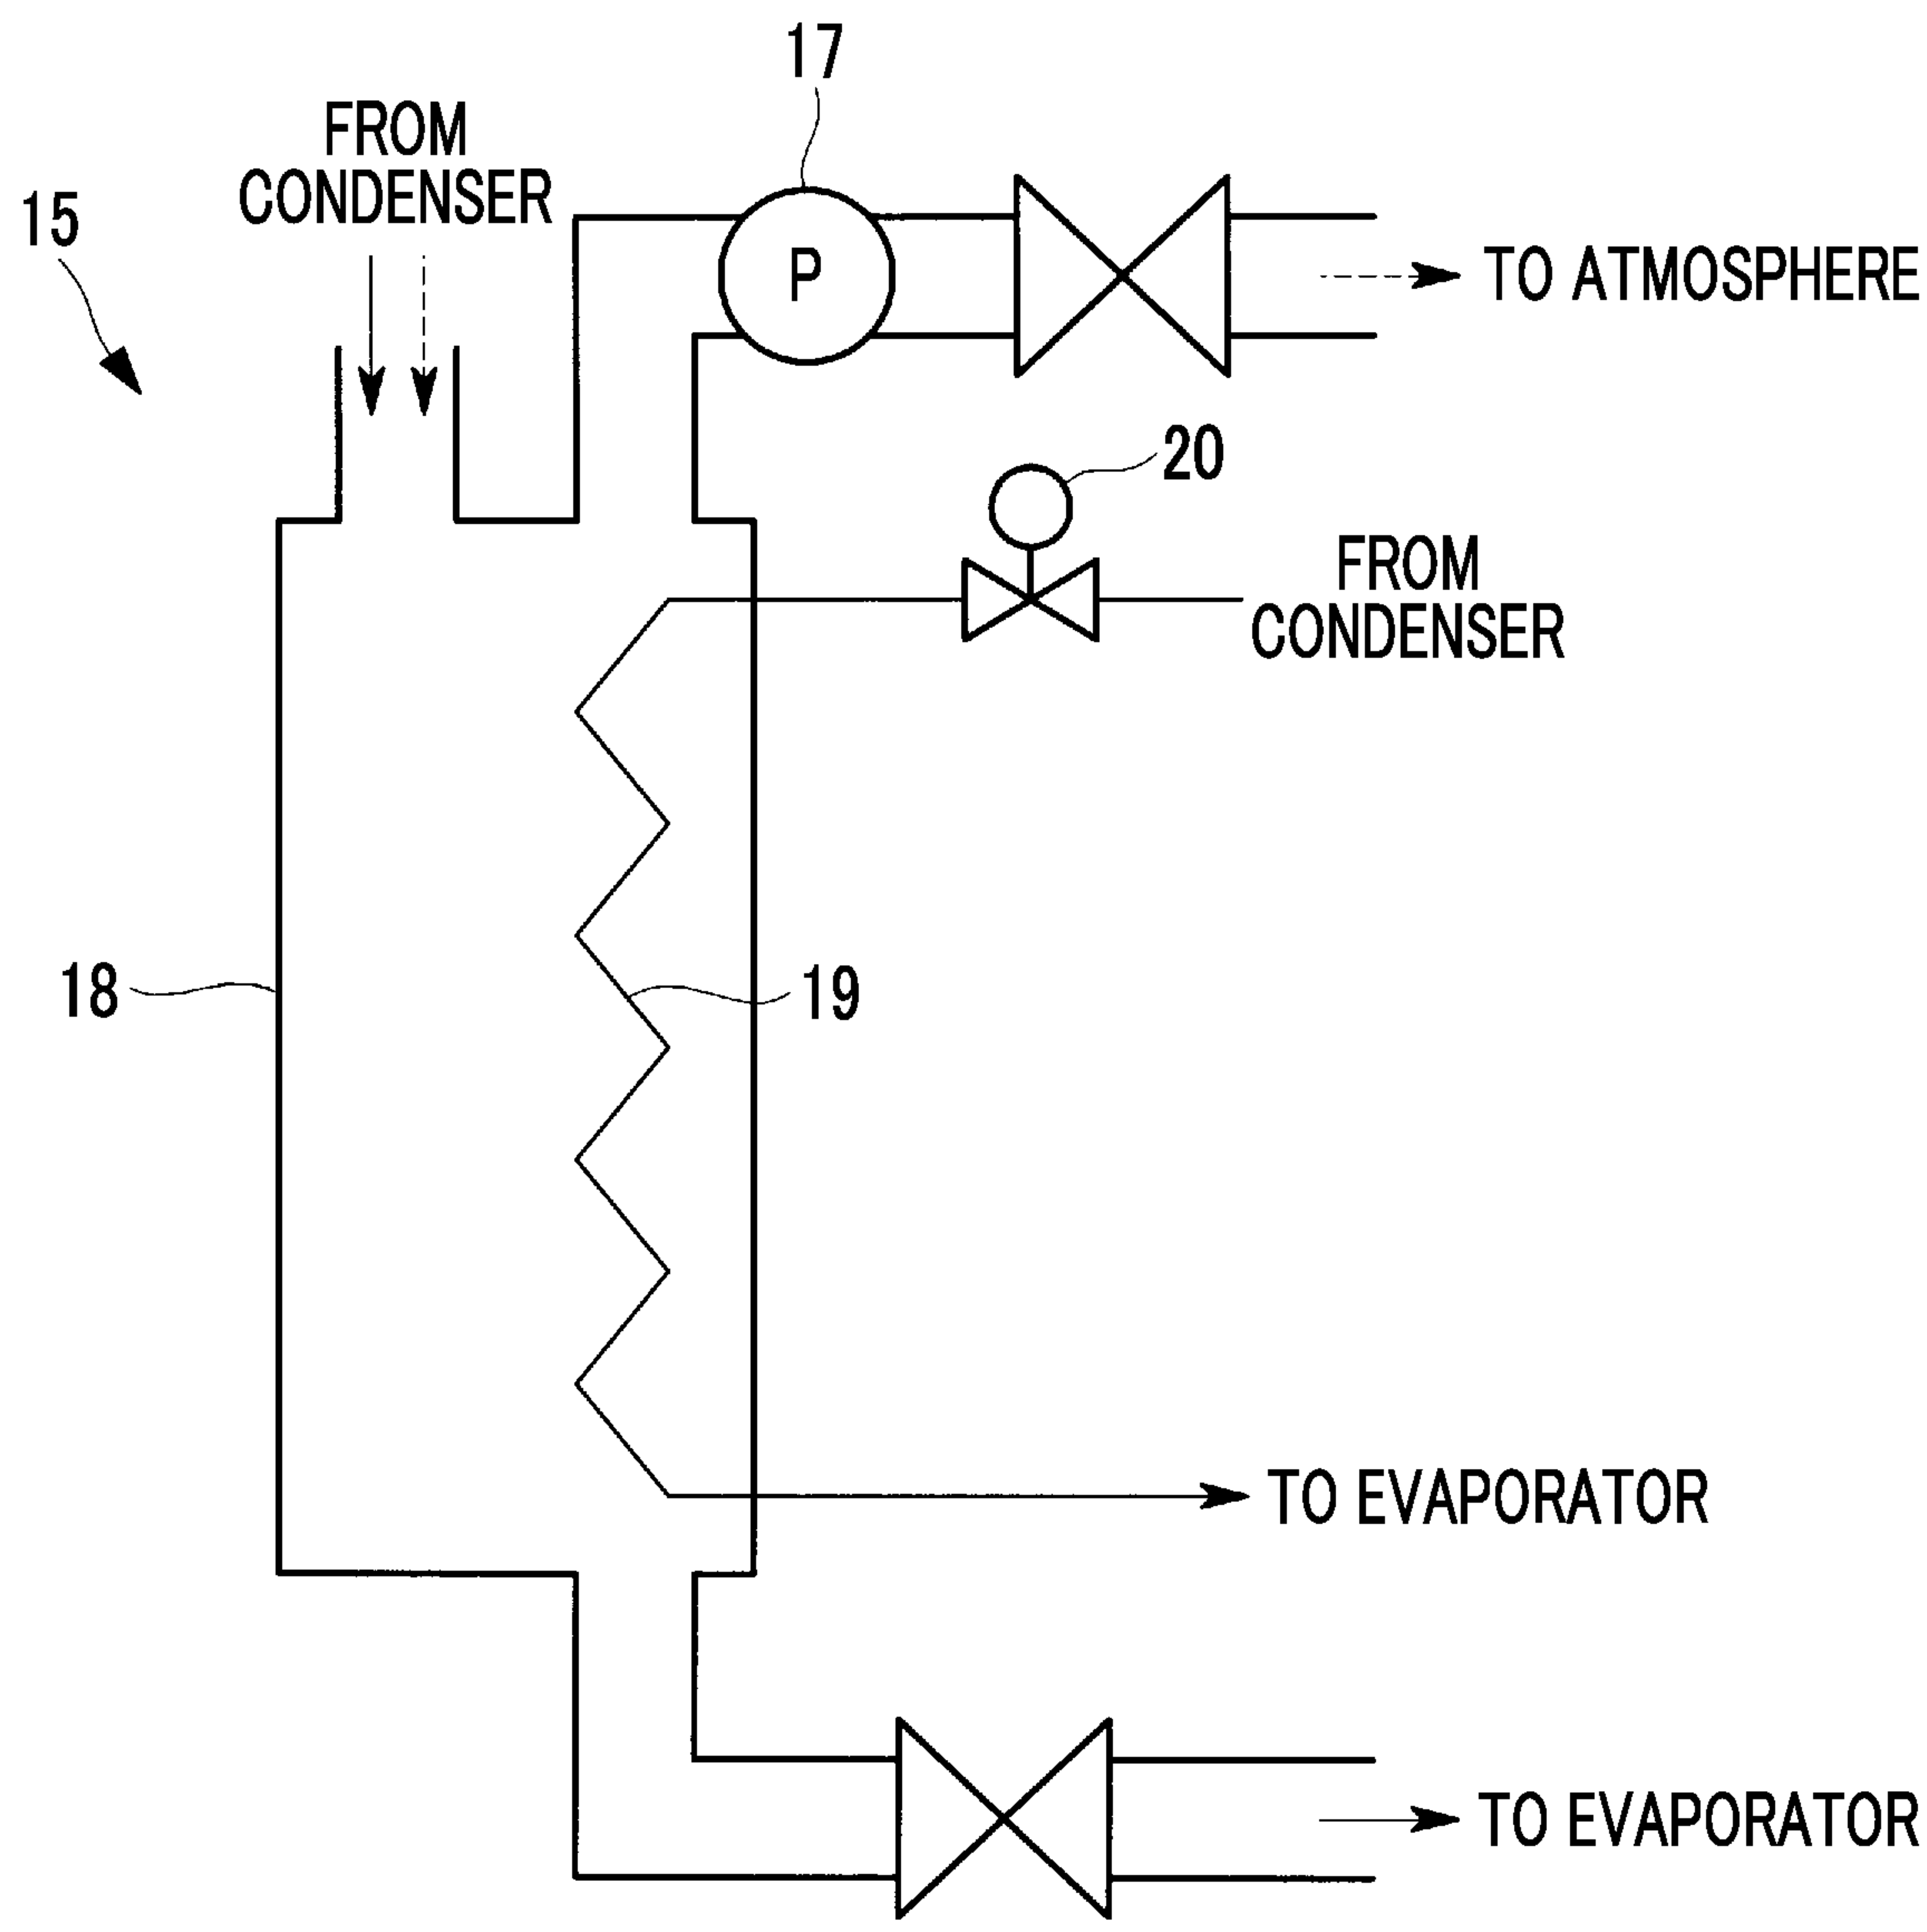 17
FROM
CONDENSER
15
P
TO ATMOSPHERE
20
FROM
CONDENSER
18
19
TO EVAPORATOR
TO EVAPORATOR